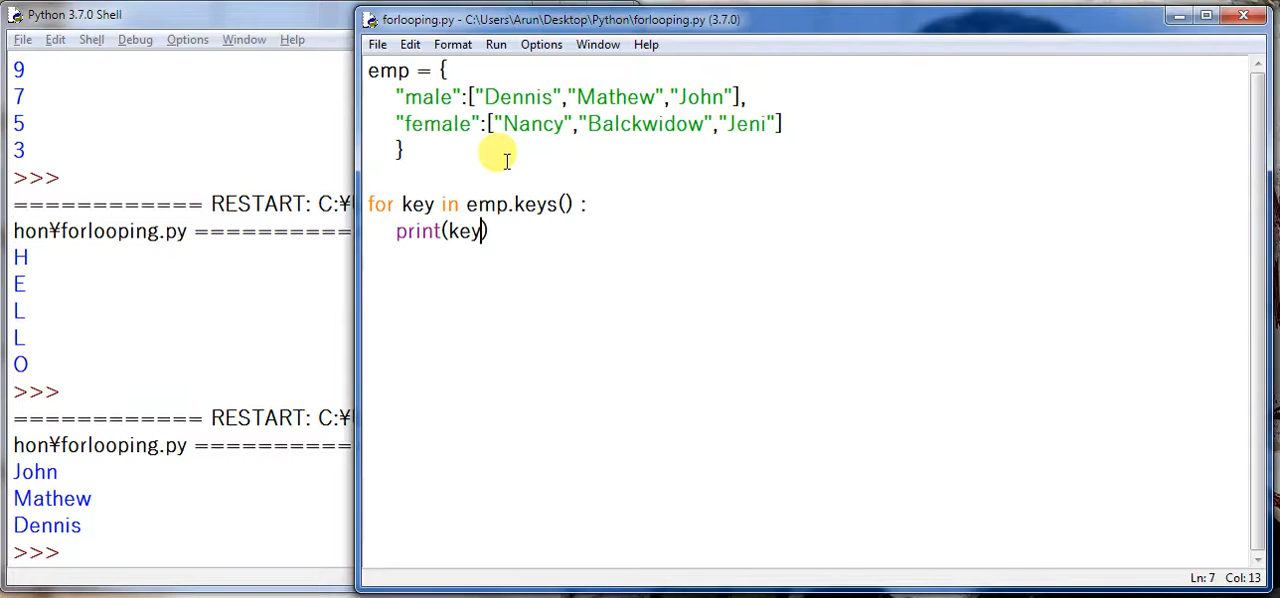 Python 3.7.0 Shell
File Edit Shell Debug Options Window Help
9
7
5
3
>>>
============ RESTART: C:¥
hon¥forlooping.py ============
H
E
L
L
O
>>>
============ RESTART: C:¥
hon¥forlooping.py ============
John
Mathew
Dennis
>>>
forlooping.py - C:\Users\Arun\Desktop\Python\forlooping.py (3.7.0)
File Edit Format Run Options Window Help
emp = {
"male":["Dennis","Mathew","John"],
"female":["Nancy","Balckwidow","Jeni"]
}
for key in emp.keys() :
print(key)
Ln: 7 Col: 13